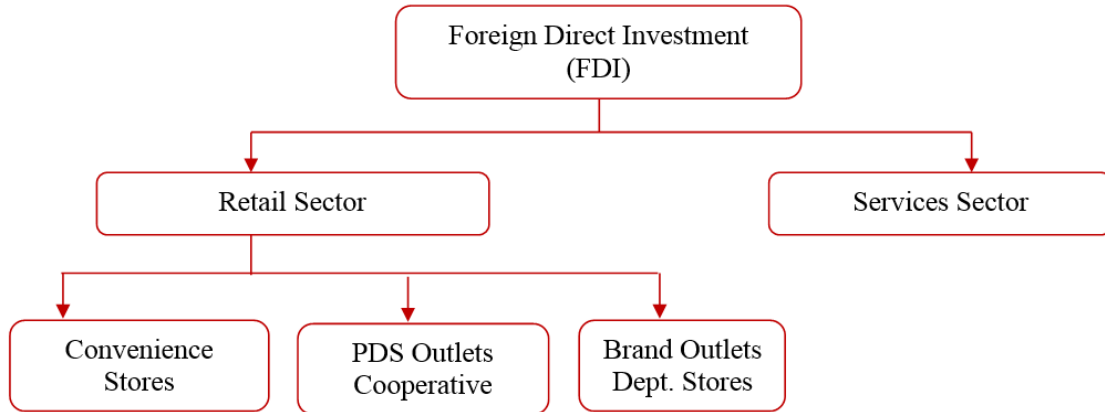 Foreign Direct Investment
(FDI)
Retail Sector
Services Sector
Convenience
Stores
PDS Outlets
Cooperative
Brand Outlets
Dept. Stores